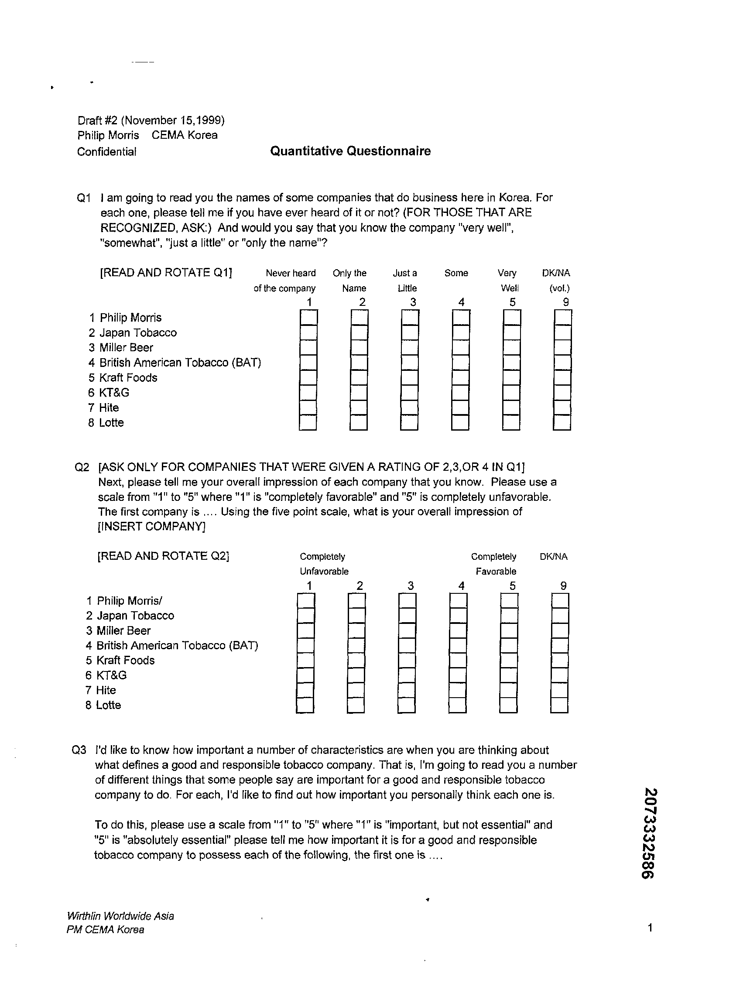 Draft #2 (November 15,1999)
Philip Morris CEMA Korea
Confidential Quantitative Questionnaire
Q1 I am going to read you the names of some companies that do business here in Korea. For
each one, please tell me if you have ever heard of it or not? (FOR THOSE THAT ARE
RECOGNIZED, ASK:) And would you say that you know the company "very well",
"somewhat", "just a little" or "only the name"?
[READ AND ROTATE Q1] Never heard Only the Just a Some Very DK/NA
of the company Name Little Well (vol.)
1 2 3 4 5 9
1 Philip Morris
2 Japan Tobacco
3 Miller Beer
4 British American Tobacco (BAT)
5 Kraft Foods
6 KT&G
7 Hite
8 Lotte
Q2 [ASK ONLY FOR COMPANIES THAT WERE GIVEN A RATING OF 2,3,OR 4 IN Q1]
Next, please tell me your overall impression of each company that you know. Please use a
scale from "1" to "5" where "1" is "completely favorable" and "5" is completely unfavorable.
The first company is .... Using the five point scale, what is your overall impression of
[INSERT COMPANY]
[READ AND ROTATE Q2] Completely Completely DK/NA
Unfavorable Favorable
1 2 3 4 5 9
1 Philip Morris/
2 Japan Tobacco
3 Miller Beer
4 British American Tobacco (BAT)
5 Kraft Foods
6 KT&G
7 Hite
8 Lotte
Q3 I'd like to know how important a number of characteristics are when you are thinking about
what defines a good and responsible tobacco company. That is, I'm going to read you a number
of different things that some people say are important for a good and responsible tobacco
company to do. For each, I'd like to find out how important you personally think each one is.
To do this, please use a scale from "1" to "5" where "1" is "important, but not essential" and
"5" is "absolutely essential" please tell me how important it is for a good and responsible
tobacco company to possess each of the following, the first one is ....
2073332586
Wirthlin Worldwide Asia
PM CEMA Korea 1